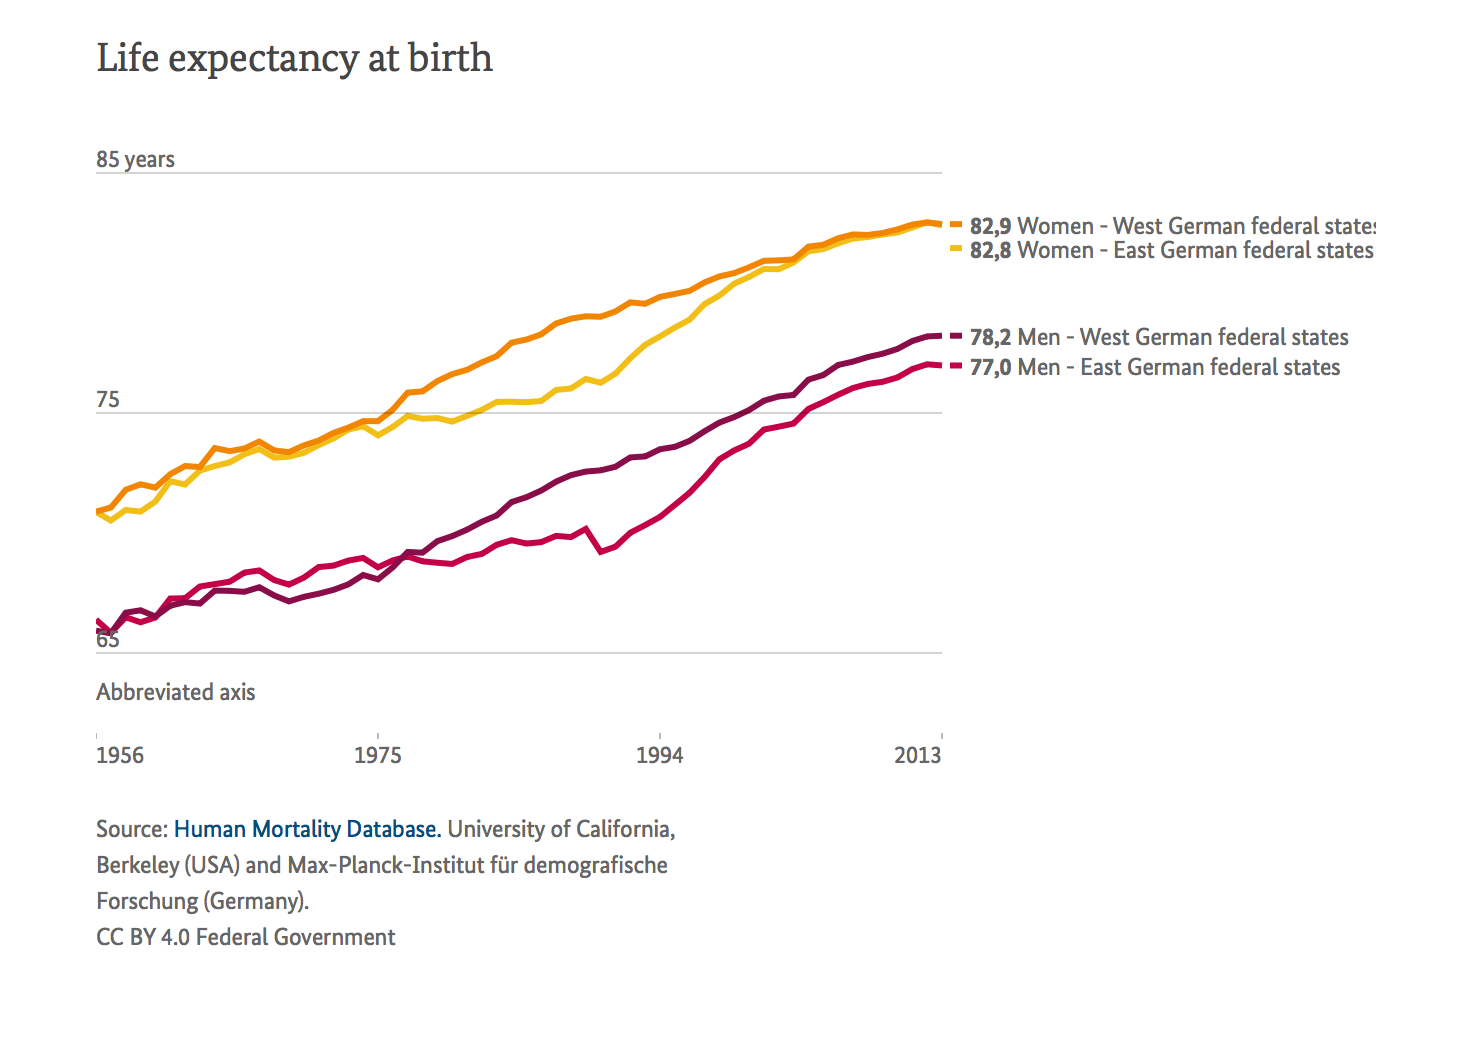 Life expectancy at birth
85 years
82,9 Women - West German federal states
82,8 Women - East German federal states
78,2 Men - West German federal states
77,0 Men - East German federal states
75
65
Abbreviated axis
1956 1975 1994 2013
Source: Human Mortality Database. University of California,
Berkeley (USA) and Max-Planck-Institut für demografische
Forschung (Germany).
CC BY 4.0 Federal Government